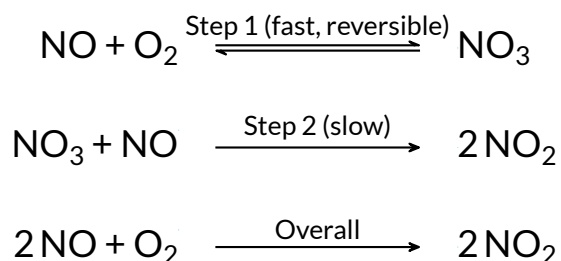 NO + O₂ Step 1 (fast, reversible) NO₃
NO₃ + NO Step 2 (slow) 2 NO₂
2 NO + O₂ Overall 2 NO₂